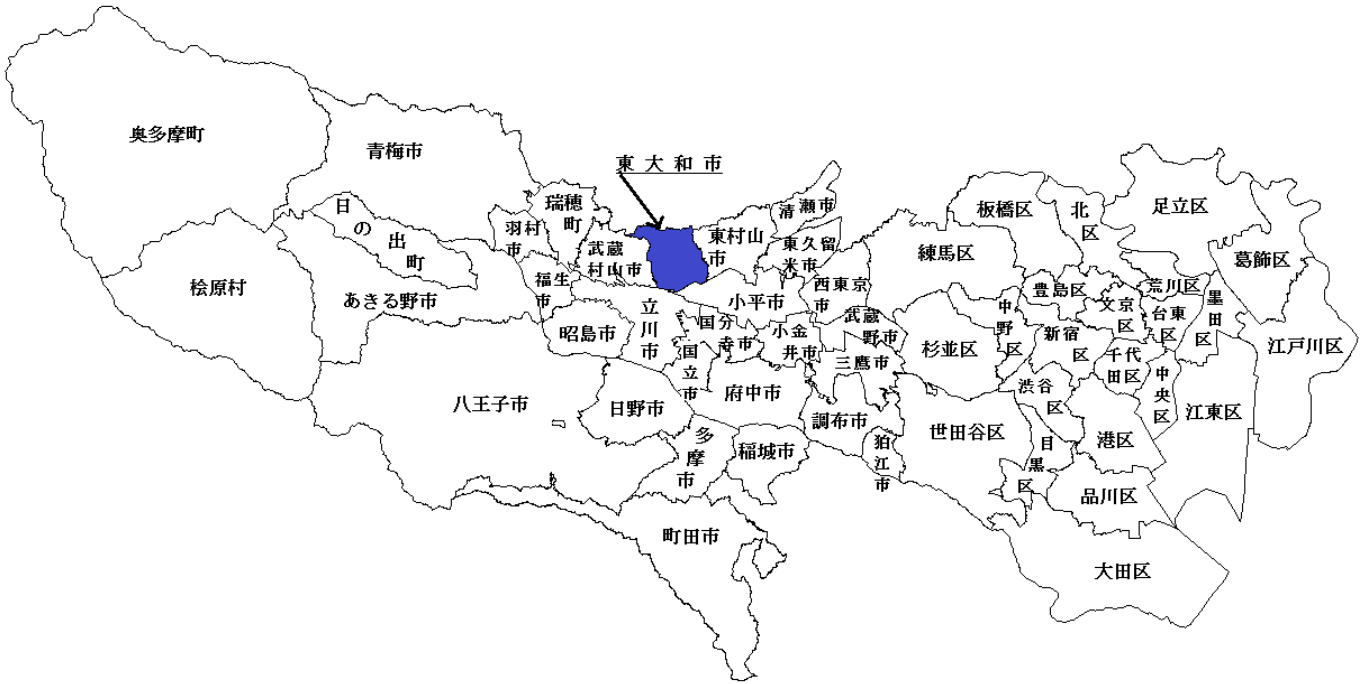 奥多摩町
青梅市
日の出町
桧原村
あきる野市
瑞穂町
羽村市
福生市
武蔵村山市
東大和市
東村山市
清瀬市
東久留米市
西東京市
小平市
立川市
昭島市
国分寺市
国立市
小金井市
武蔵野市
三鷹市
八王子市
日野市
府中市
調布市
狛江市
多摩市
稲城市
町田市
練馬区
板橋区
北区
足立区
葛飾区
豊島区
文京区
荒川区
台東区
墨田区
江戸川区
中野区
杉並区
新宿区
千代田区
中央区
江東区
渋谷区
世田谷区
目黒区
港区
品川区
大田区